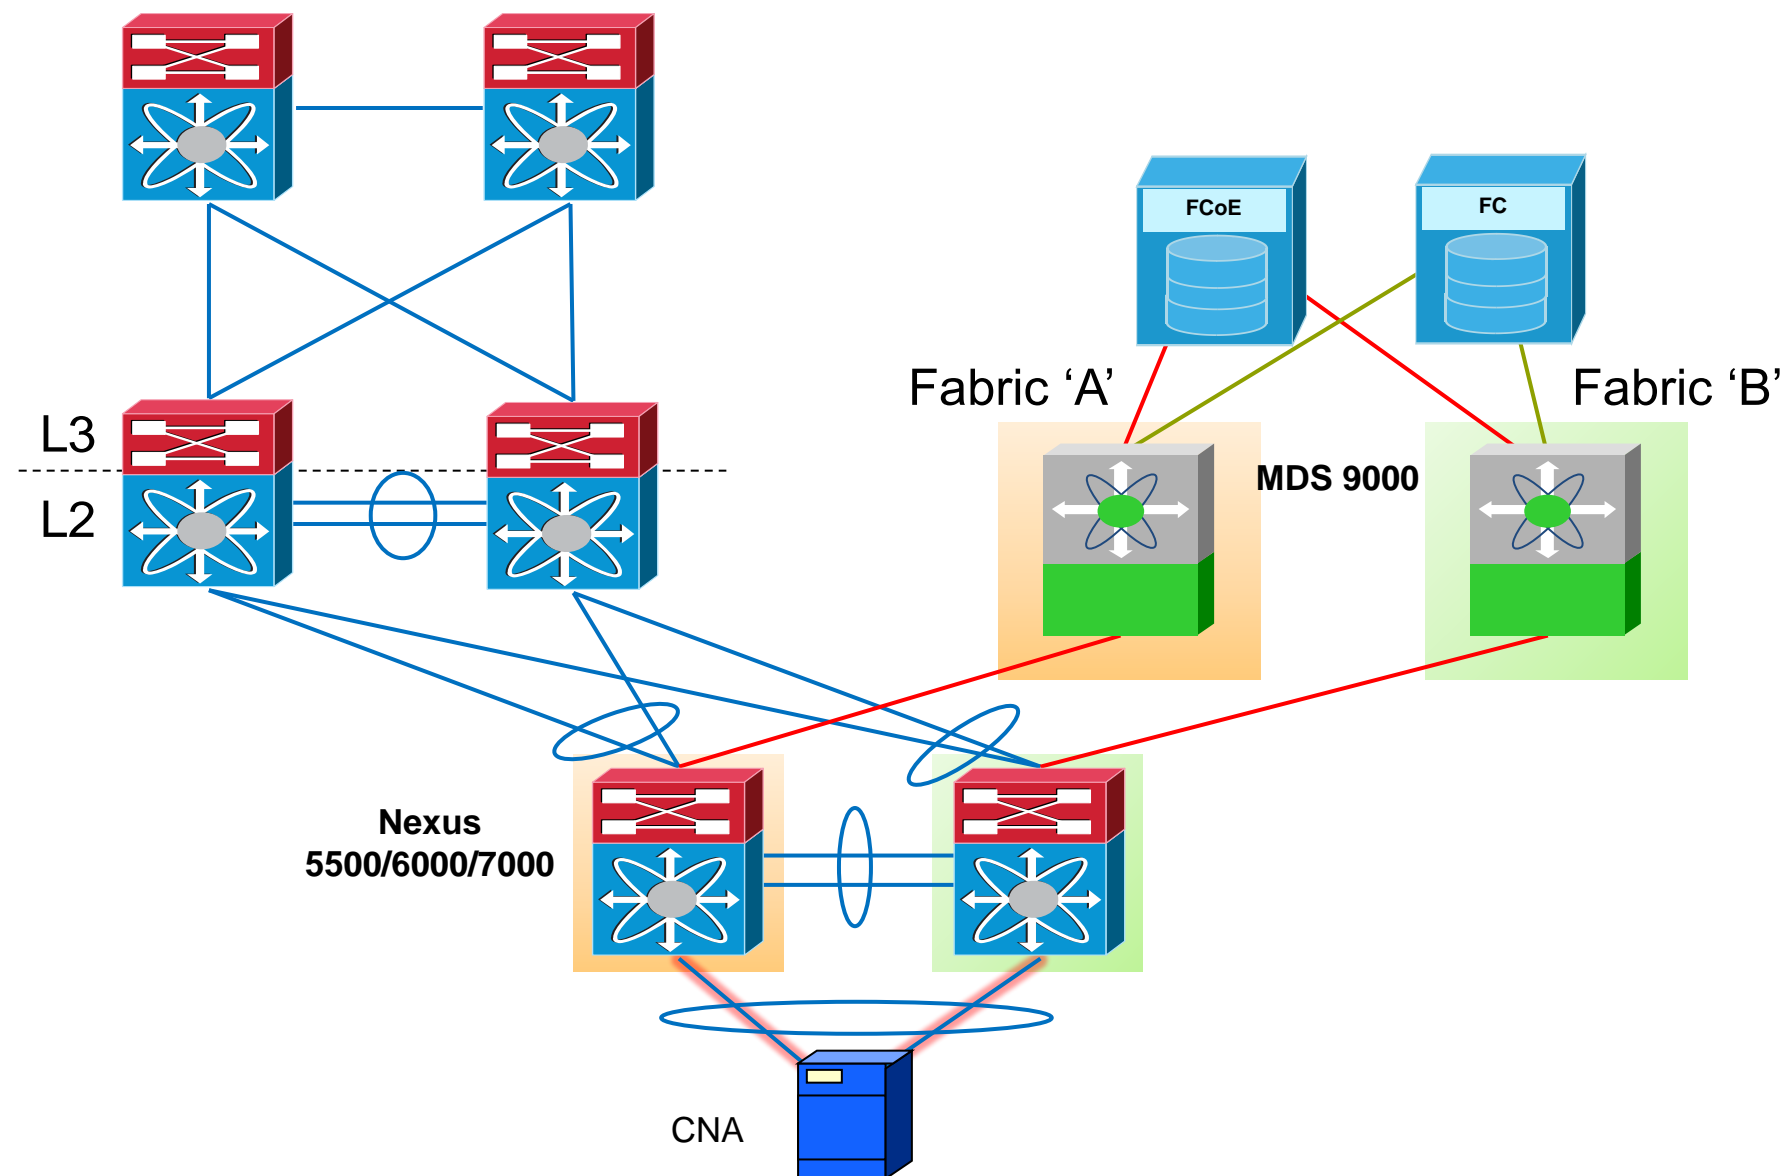 FCoE
FC
Fabric ‘A’
Fabric ‘B’
L3
MDS 9000
L2
Nexus
5500/6000/7000
CNA